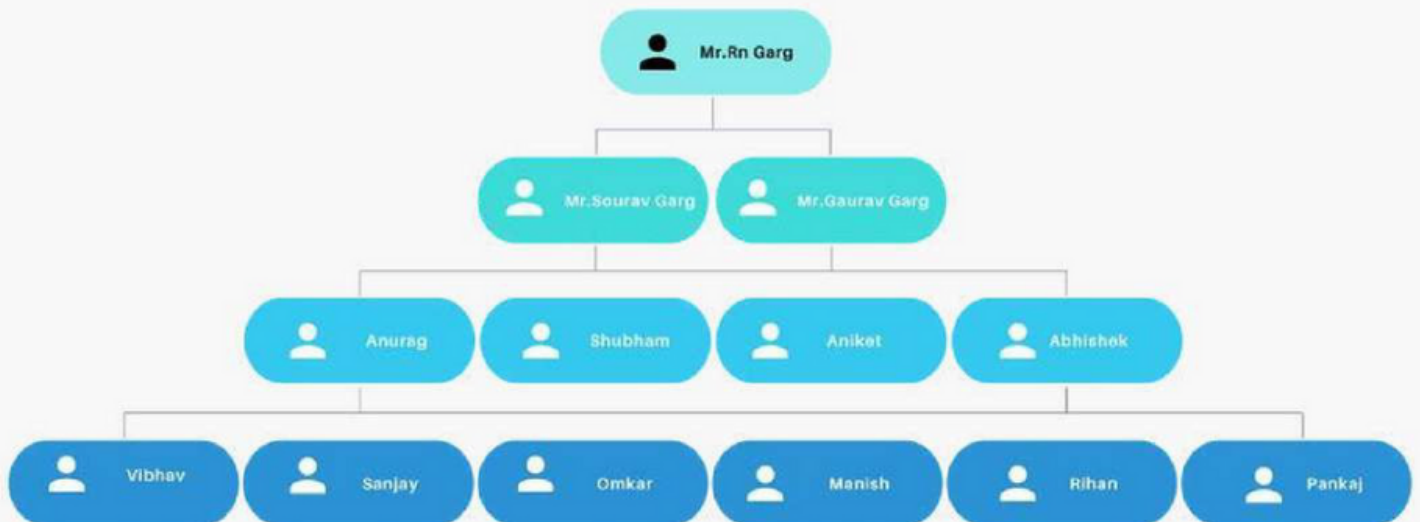 Mr.Rn Garg
Mr.Sourav Garg
Mr.Gaurav Garg
Anurag
Shubham
Aniket
Abhishek
Vibhav
Sanjay
Omkar
Manish
Rihan
Pankaj